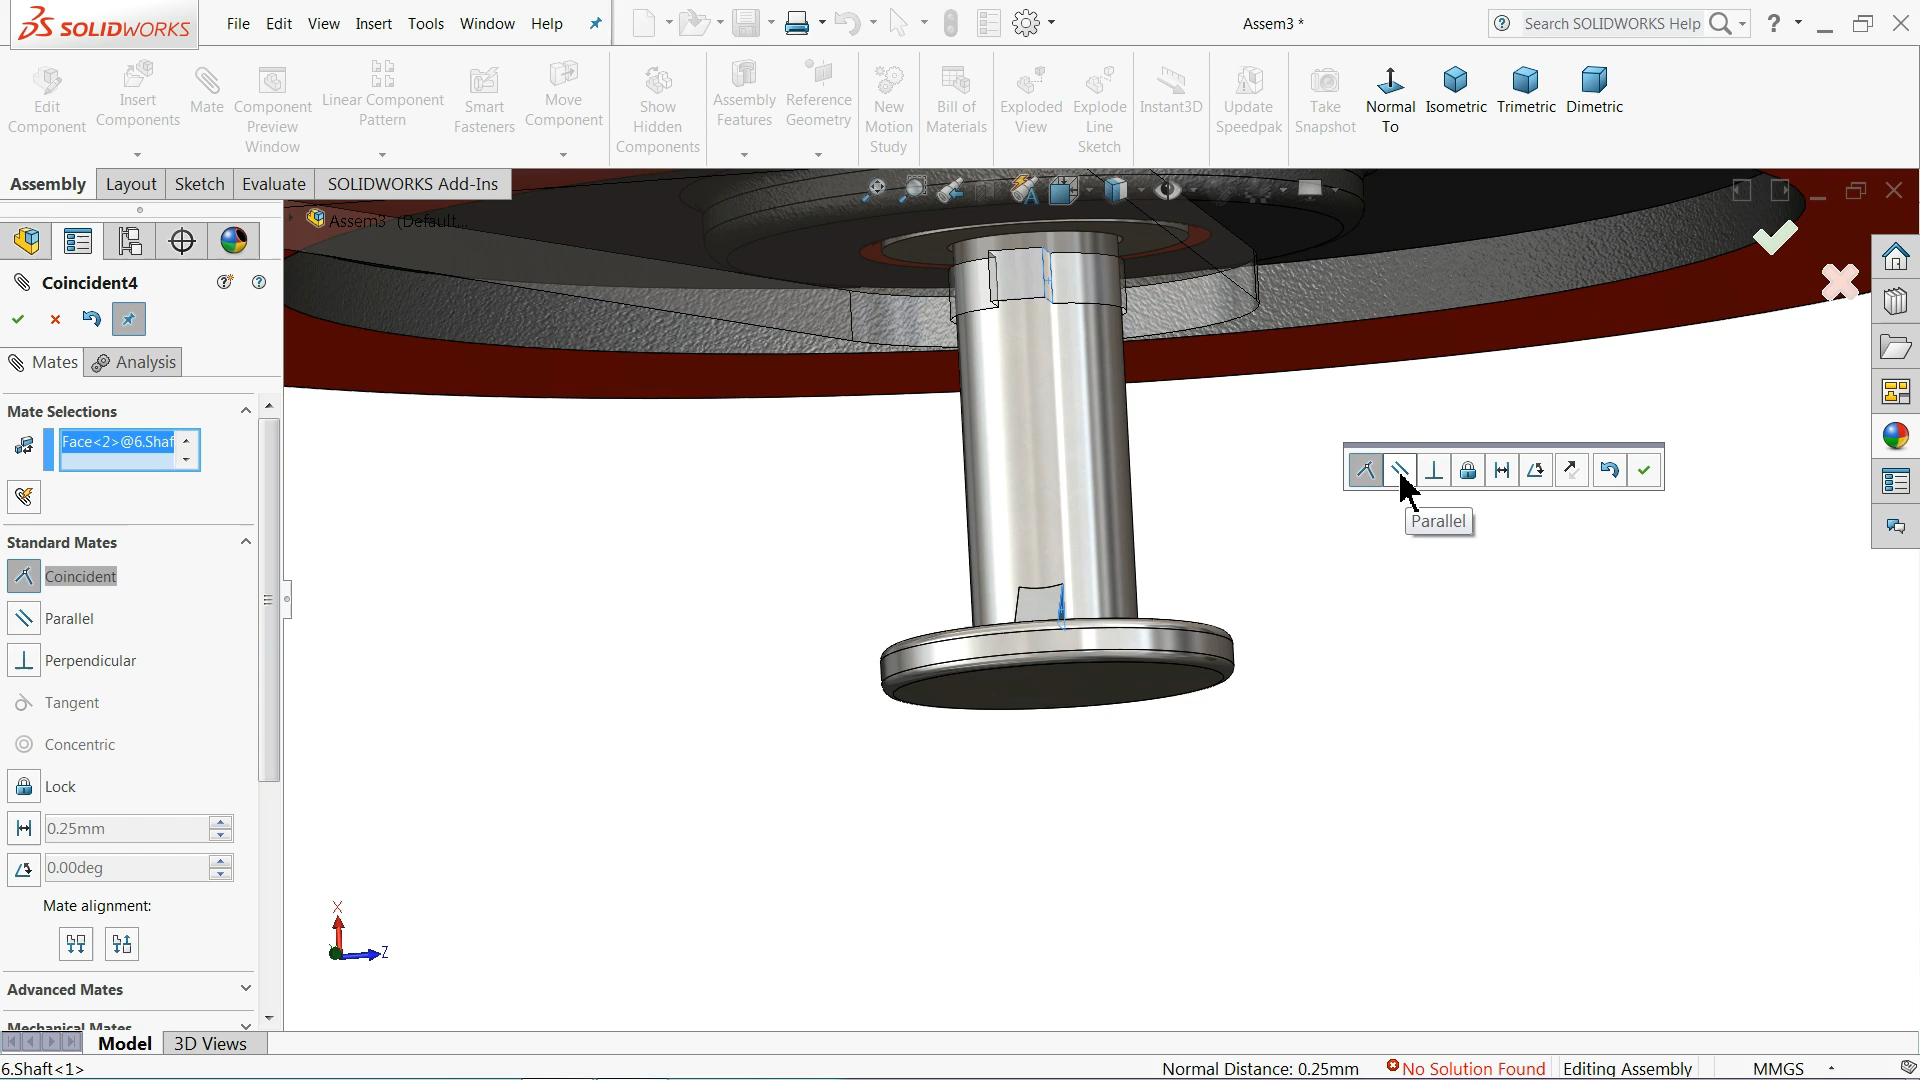 SOLIDWORKS
File Edit View Insert Tools Window Help
Assem3 *
Search SOLIDWORKS Help
?
Edit Component
Insert Components
Mate
Component Preview Window
Linear Component Pattern
Smart Fasteners
Move Component
Show Hidden Components
Assembly Features
Reference Geometry
New Motion Study
Bill of Materials
Exploded View
Explode Line Sketch
Instant3D
Update Speedpak
Take Snapshot
Normal To
Isometric
Trimetric
Dimetric
Assembly Layout Sketch Evaluate SOLIDWORKS Add-Ins
Assem3 (Default...
Coincident4
Mates Analysis
Mate Selections
Face<2>@6.Shaf
Standard Mates
Coincident
Parallel
Perpendicular
Tangent
Concentric
Lock
0.25mm
0.00deg
Mate alignment:
Advanced Mates
Mechanical Mates
Parallel
X
Z
Model 3D Views
6.Shaft<1>
Normal Distance: 0.25mm
No Solution Found
Editing Assembly
MMGS